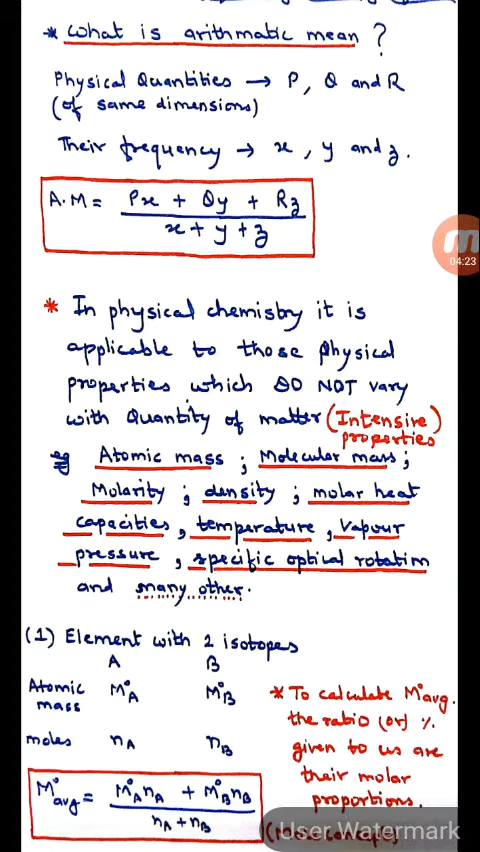 * What is arithmatic mean ?
Physical Quantities → P, Q and R
(of same dimensions)
Their frequency → x, y and z.
A.M = Px + Qy + Rz
x + y + z
04:23
* In physical chemistry it is
applicable to those physical
properties which DO NOT vary
with Quantity of matter (Intensive
properties)
eg Atomic mass ; Molecular mass ;
Molarity ; density ; molar heat
capacities, temperature, Vapour
pressure, specific optical rotation
and many other.
(1) Element with 2 isotopes
A B
Atomic mass M°A M°B
moles nA nB
M°avg = M°A nA + M°B nB
nA + nB
* To calculate M°avg.
the ratio (or) %
given to us are
their molar
proportions.
User Watermark